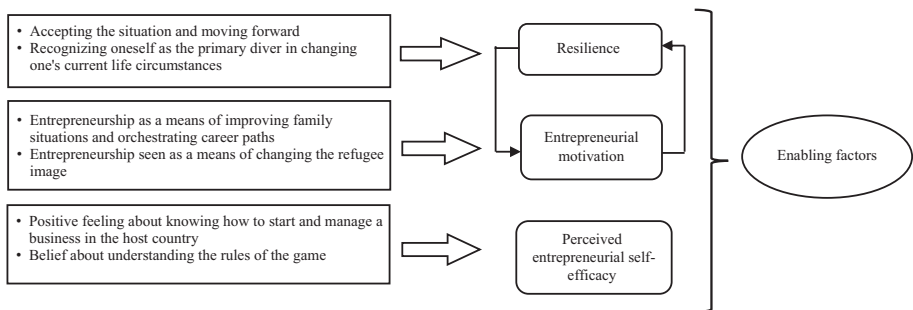 • Accepting the situation and moving forward
• Recognizing oneself as the primary diver in changing
one's current life circumstances
Resilience
• Entrepreneurship as a means of improving family
situations and orchestrating career paths
• Entrepreneurship seen as a means of changing the refugee
image
Entrepreneurial
motivation
Enabling factors
• Positive feeling about knowing how to start and manage a
business in the host country
• Belief about understanding the rules of the game
Perceived
entrepreneurial self-
efficacy